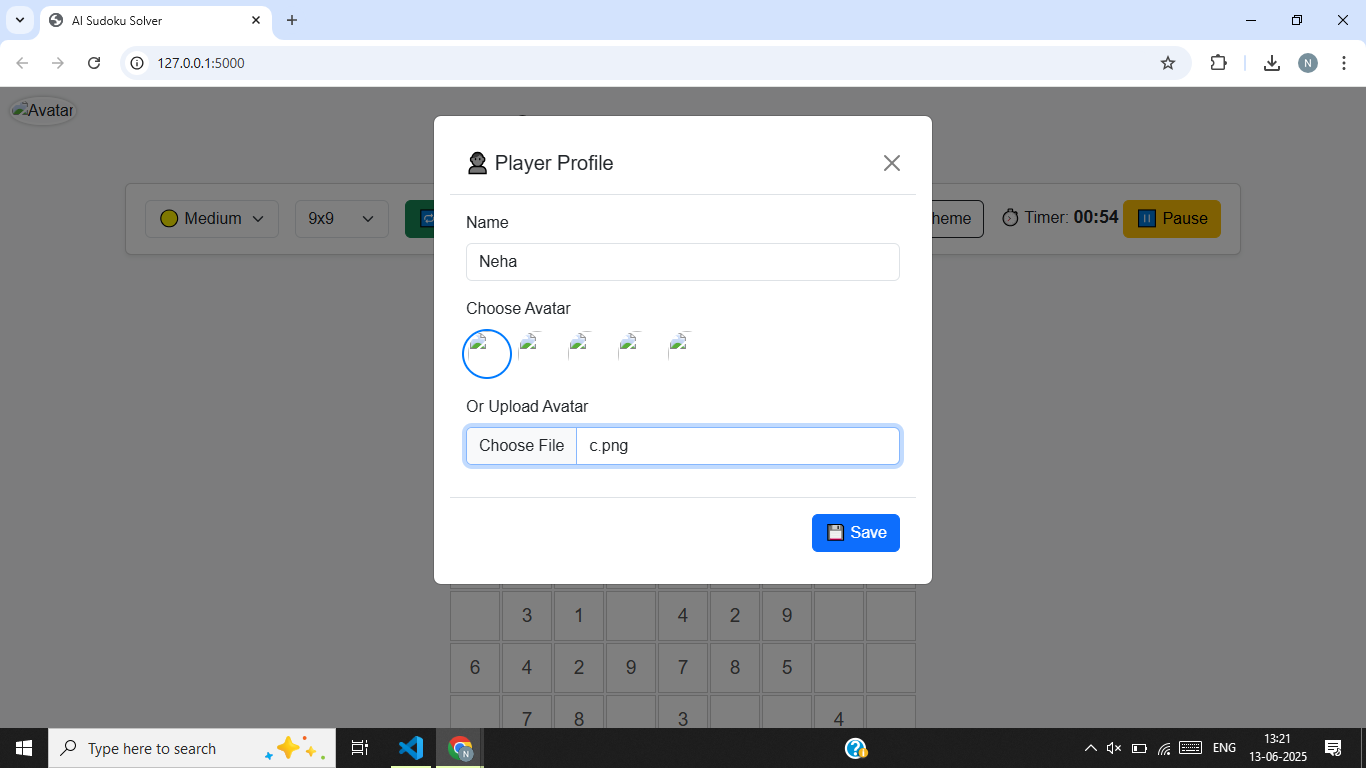 AI Sudoku Solver
127.0.0.1:5000
Avatar
Player Profile
Medium
9x9
heme
Timer: 00:54
Pause
Name
Neha
Choose Avatar
Or Upload Avatar
Choose File c.png
Save
3 1 4 2 9
6 4 2 9 7 8 5
7 8 3 4
Type here to search
N
ENG
13:21
13-06-2025